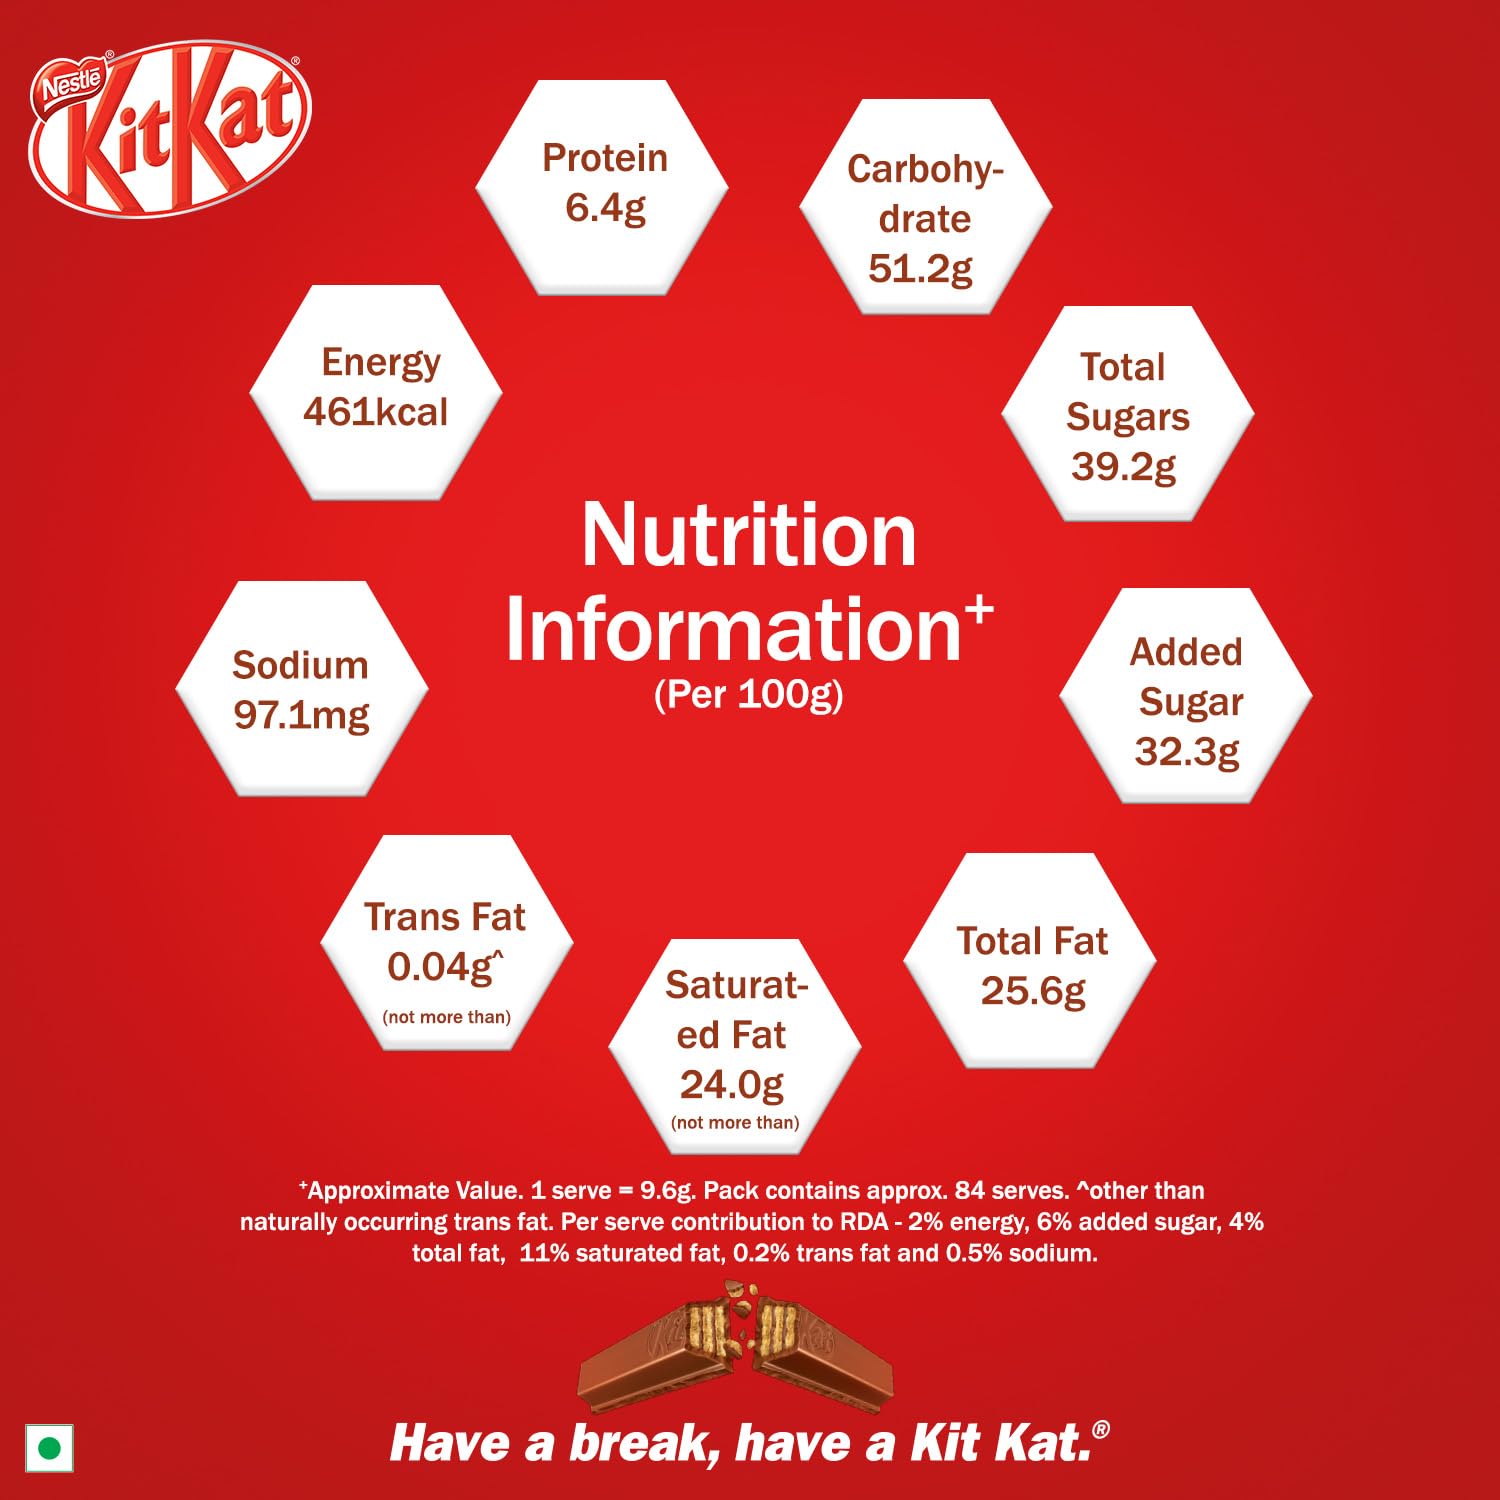 Nestlé®
KitKat®
Protein
6.4g
Carbohy-
drate
51.2g
Energy
461kcal
Total
Sugars
39.2g
Nutrition
Information⁺
(Per 100g)
Sodium
97.1mg
Added
Sugar
32.3g
Trans Fat
0.04g^
(not more than)
Saturat-
ed Fat
24.0g
(not more than)
Total Fat
25.6g
⁺Approximate Value. 1 serve = 9.6g. Pack contains approx. 84 serves. ^other than
naturally occurring trans fat. Per serve contribution to RDA - 2% energy, 6% added sugar, 4%
total fat, 11% saturated fat, 0.2% trans fat and 0.5% sodium.
Kit Kat
Have a break, have a Kit Kat.®